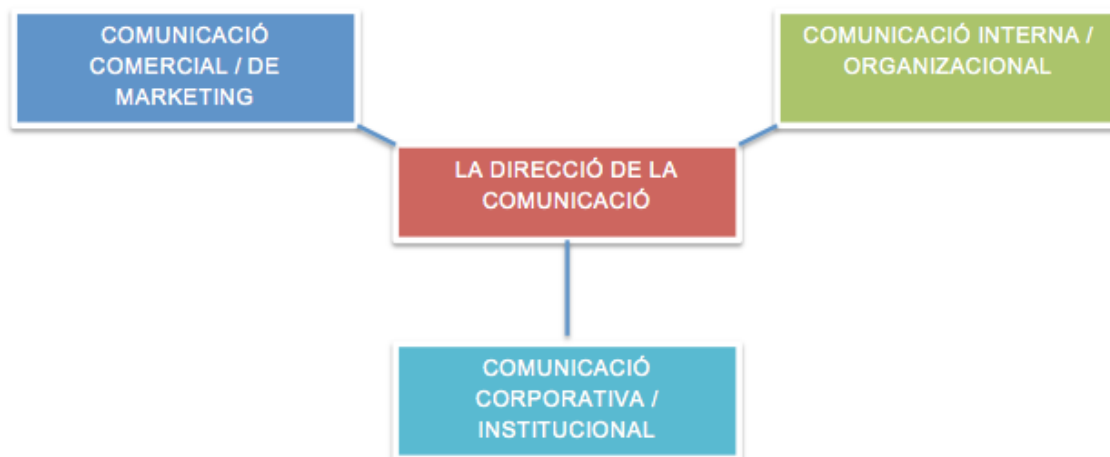 COMUNICACIÓ
COMERCIAL / DE
MARKETING
COMUNICACIÓ INTERNA /
ORGANIZACIONAL
LA DIRECCIÓ DE LA
COMUNICACIÓ
COMUNICACIÓ
CORPORATIVA /
INSTITUCIONAL